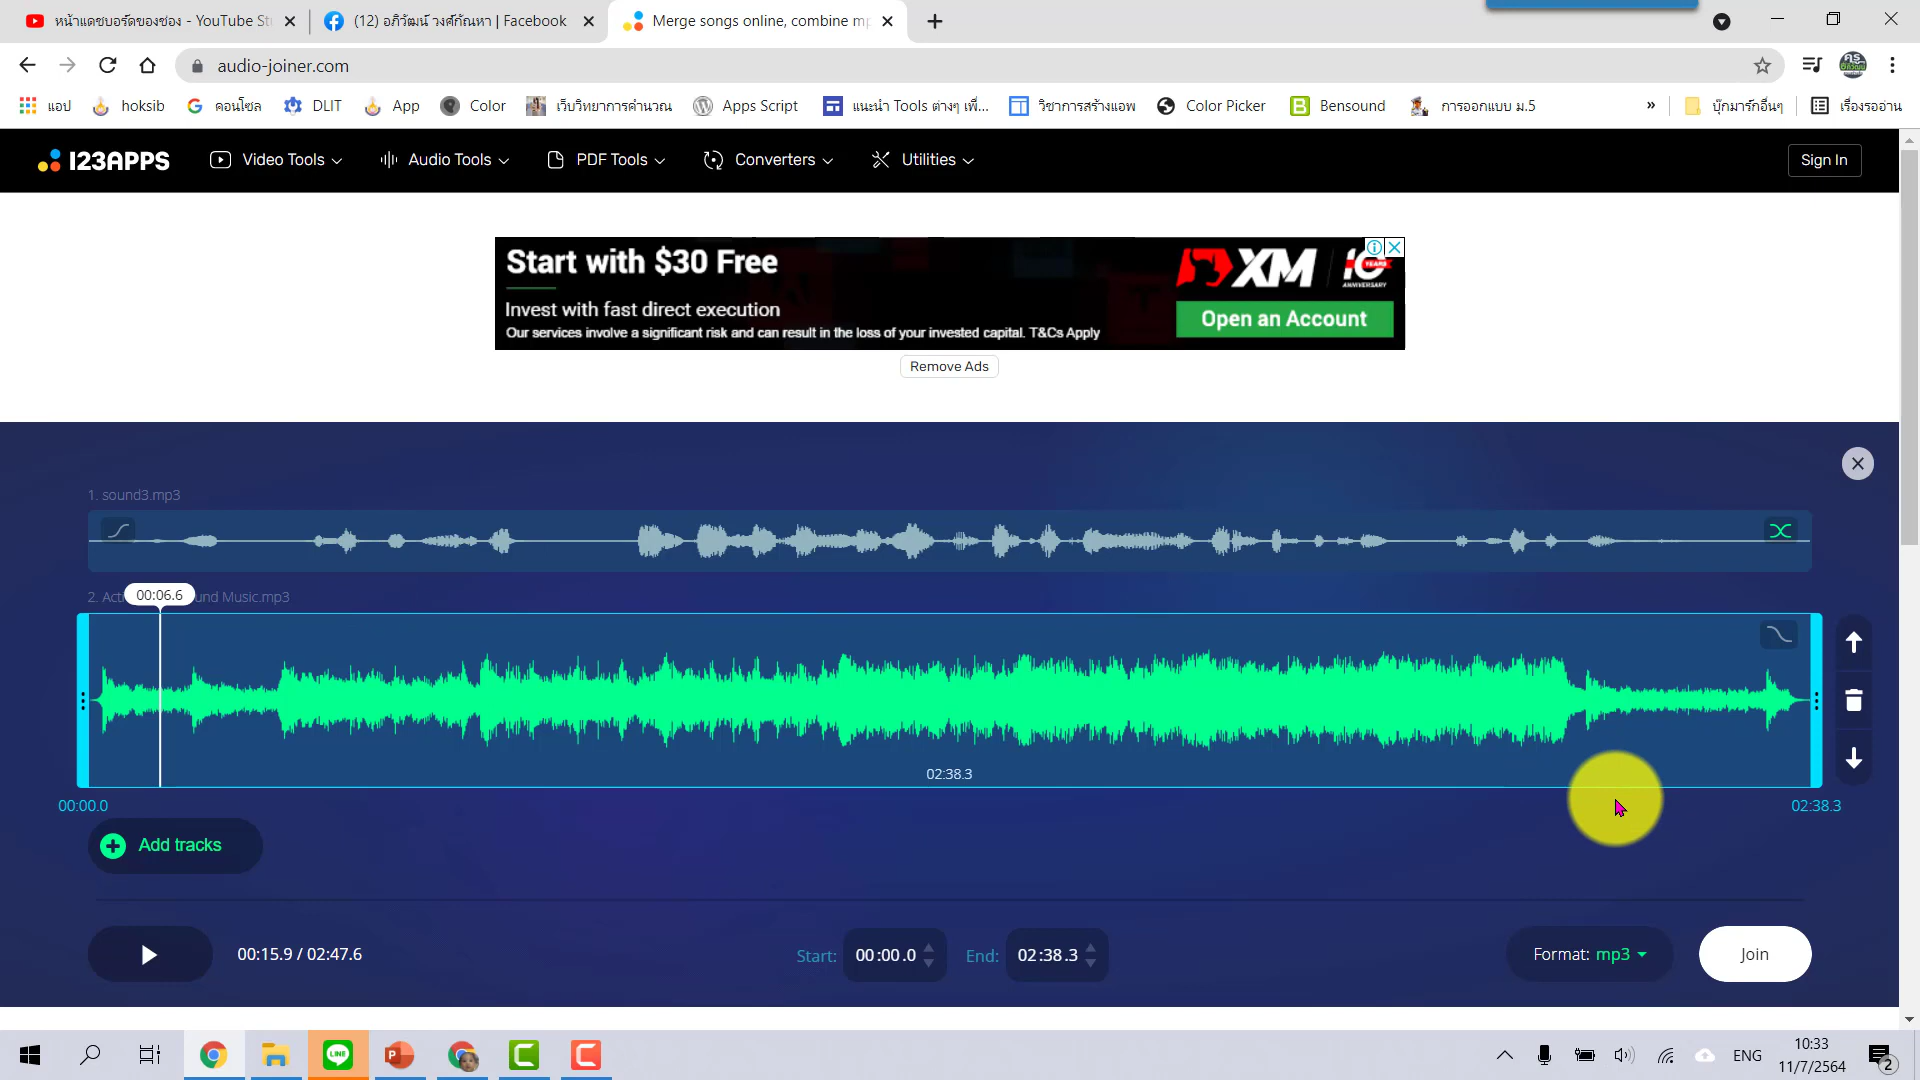 หน้าแดชบอร์ดของช่อง - YouTube St
(12) อภิวัฒน์ วงศ์กัณหา | Facebook
Merge songs online, combine mp
audio-joiner.com
แอป
hoksib
คอนโซล
DLIT
App
Color
เว็บวิทยาการคำนวณ
Apps Script
แนะนำ Tools ต่างๆ เพื่...
วิชาการสร้างแอพ
Color Picker
Bensound
การออกแบบ ม.5
»
บุ๊กมาร์กอื่นๆ
เรื่องรออ่าน
123APPS
Video Tools
Audio Tools
PDF Tools
Converters
Utilities
Sign In
Start with $30 Free
Invest with fast direct execution
Our services involve a significant risk and can result in the loss of your invested capital. T&Cs Apply
XM
10 YEARS
ANNIVERSARY
Open an Account
Remove Ads
1. sound3.mp3
00:06.6
2. Acti
und Music.mp3
02:38.3
00:00.0
02:38.3
Add tracks
00:15.9 / 02:47.6
Start: 00:00.0
End: 02:38.3
Format: mp3
Join
LINE
ENG
10:33
11/7/2564
2